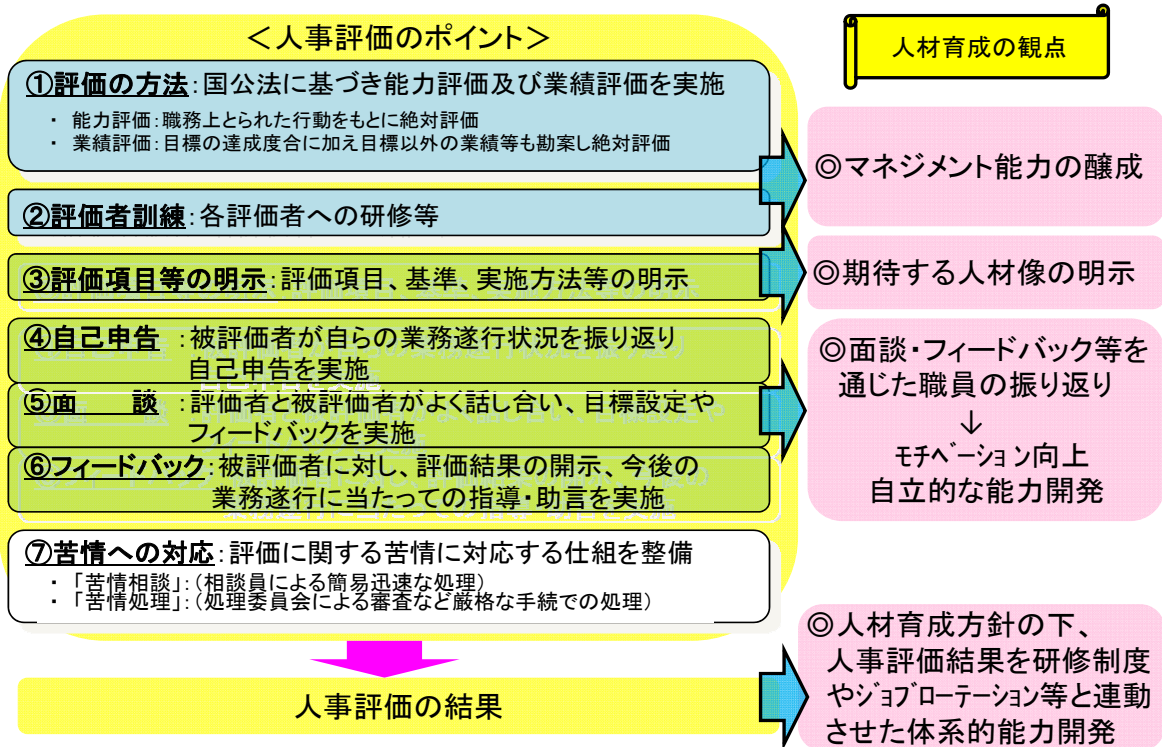 ＜人事評価のポイント＞
①評価の方法：国公法に基づき能力評価及び業績評価を実施
・ 能力評価：職務上とられた行動をもとに絶対評価
・ 業績評価：目標の達成度合に加え目標以外の業績等も勘案し絶対評価
②評価者訓練：各評価者への研修等
③評価項目等の明示：評価項目、基準、実施方法等の明示
④自己申告 ：被評価者が自らの業務遂行状況を振り返り
自己申告を実施
⑤面　　談 ：評価者と被評価者がよく話し合い、目標設定や
フィードバックを実施
⑥フィードバック：被評価者に対し、評価結果の開示、今後の
業務遂行に当たっての指導・助言を実施
⑦苦情への対応：評価に関する苦情に対応する仕組を整備
・ 「苦情相談」：（相談員による簡易迅速な処理）
・ 「苦情処理」：（処理委員会による審査など厳格な手続での処理）
人事評価の結果
人材育成の観点
◎マネジメント能力の醸成
◎期待する人材像の明示
◎面談・フィードバック等を
通じた職員の振り返り
↓
ﾓﾁﾍﾞｰｼｮﾝ向上
自立的な能力開発
◎人材育成方針の下、
人事評価結果を研修制度
やｼﾞｮﾌﾞﾛｰﾃｰｼｮﾝ等と連動
させた体系的能力開発